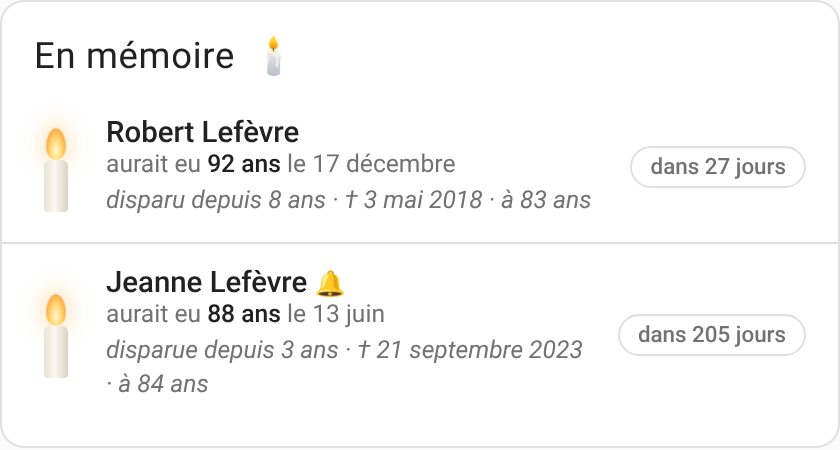 En mémoire 🕯️
Robert Lefèvre
aurait eu 92 ans le 17 décembre
disparu depuis 8 ans · † 3 mai 2018 · à 83 ans
dans 27 jours
Jeanne Lefèvre 🔔
aurait eu 88 ans le 13 juin
disparue depuis 3 ans · † 21 septembre 2023
· à 84 ans
dans 205 jours